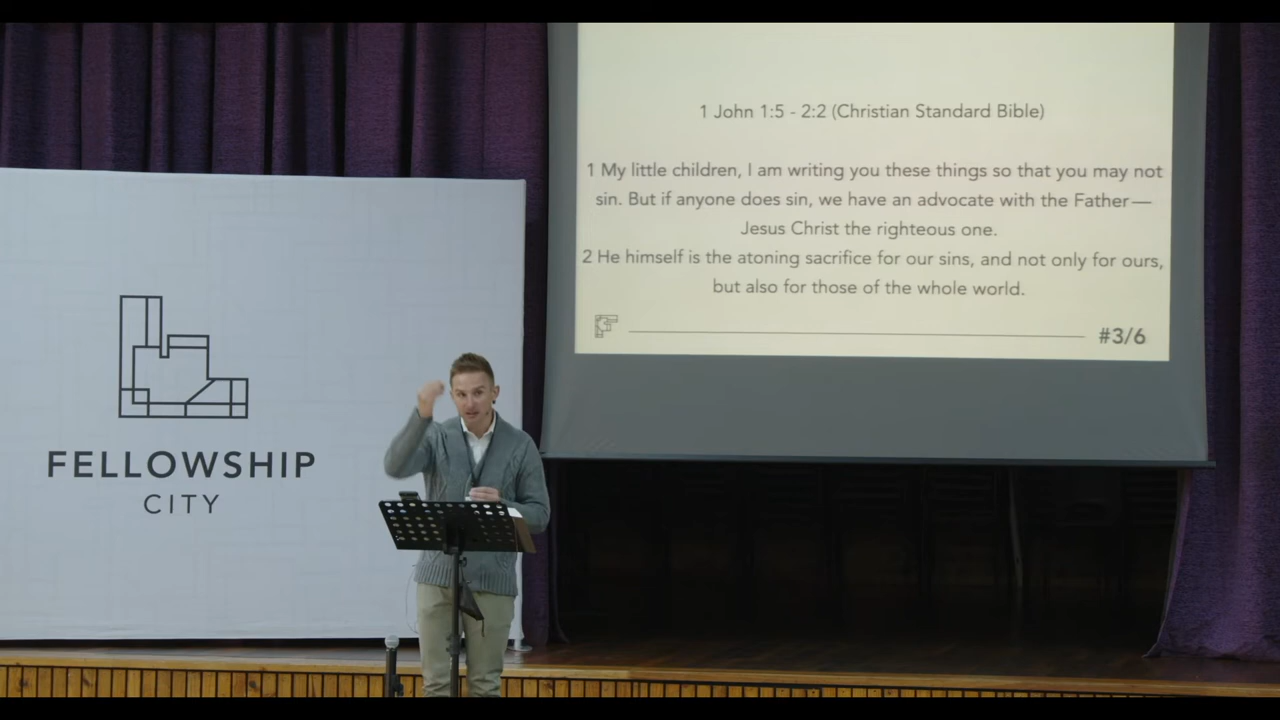 1 John 1:5 - 2:2 (Christian Standard Bible)
1 My little children, I am writing you these things so that you may not
sin. But if anyone does sin, we have an advocate with the Father—
Jesus Christ the righteous one.
2 He himself is the atoning sacrifice for our sins, and not only for ours,
but also for those of the whole world.
#3/6
FELLOWSHIP
CITY